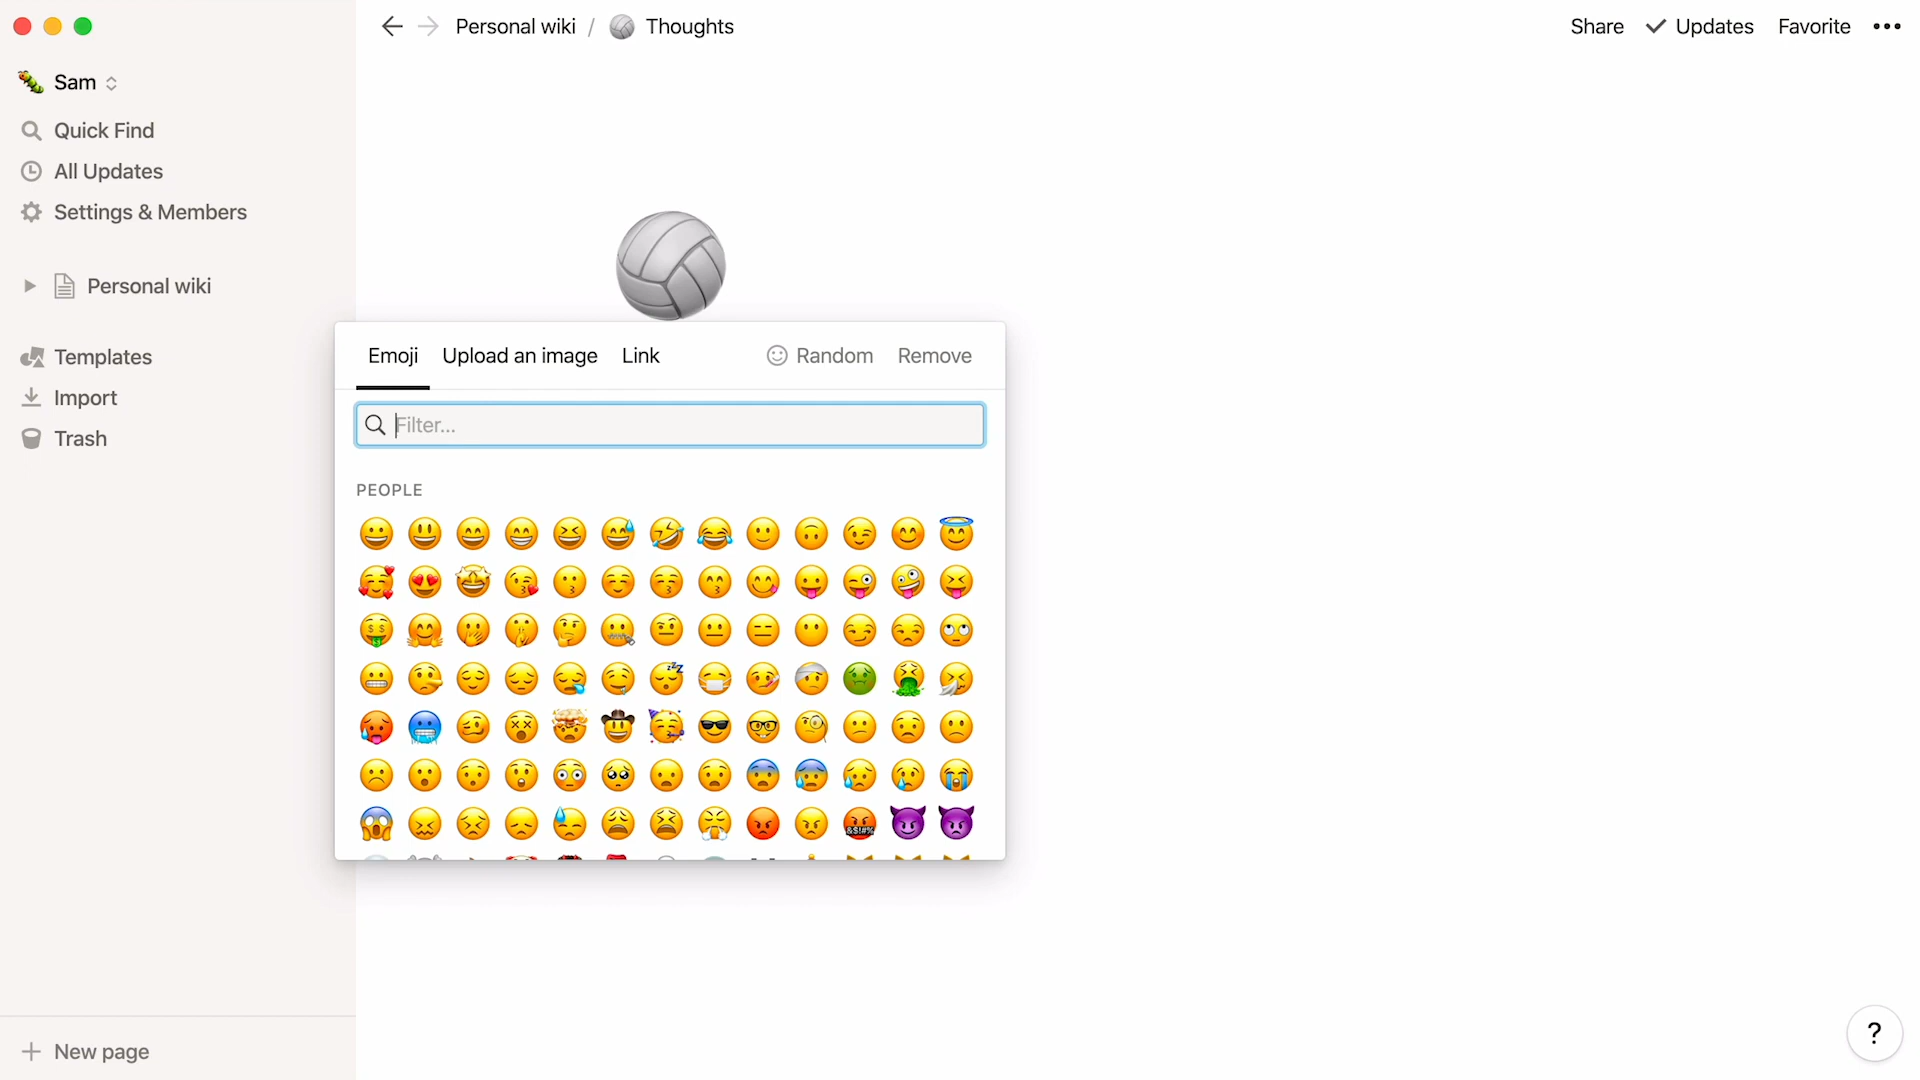 Personal wiki / Thoughts
Share Updates Favorite
Sam
Quick Find
All Updates
Settings & Members
Personal wiki
Templates
Import
Trash
New page
Emoji Upload an image Link Random Remove
Filter...
PEOPLE
?